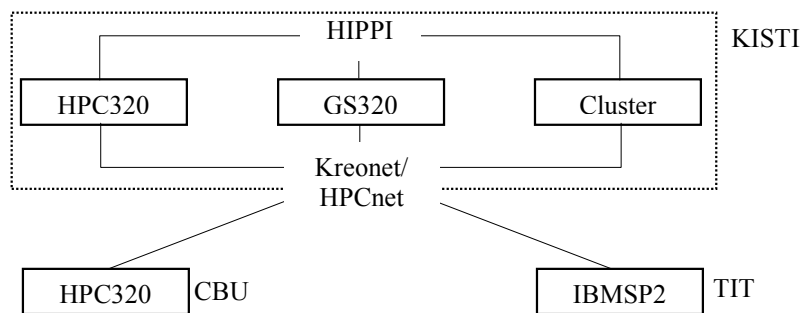 HIPPI
KISTI
HPC320
GS320
Cluster
Kreonet/
HPCnet
HPC320
CBU
IBMSP2
TIT